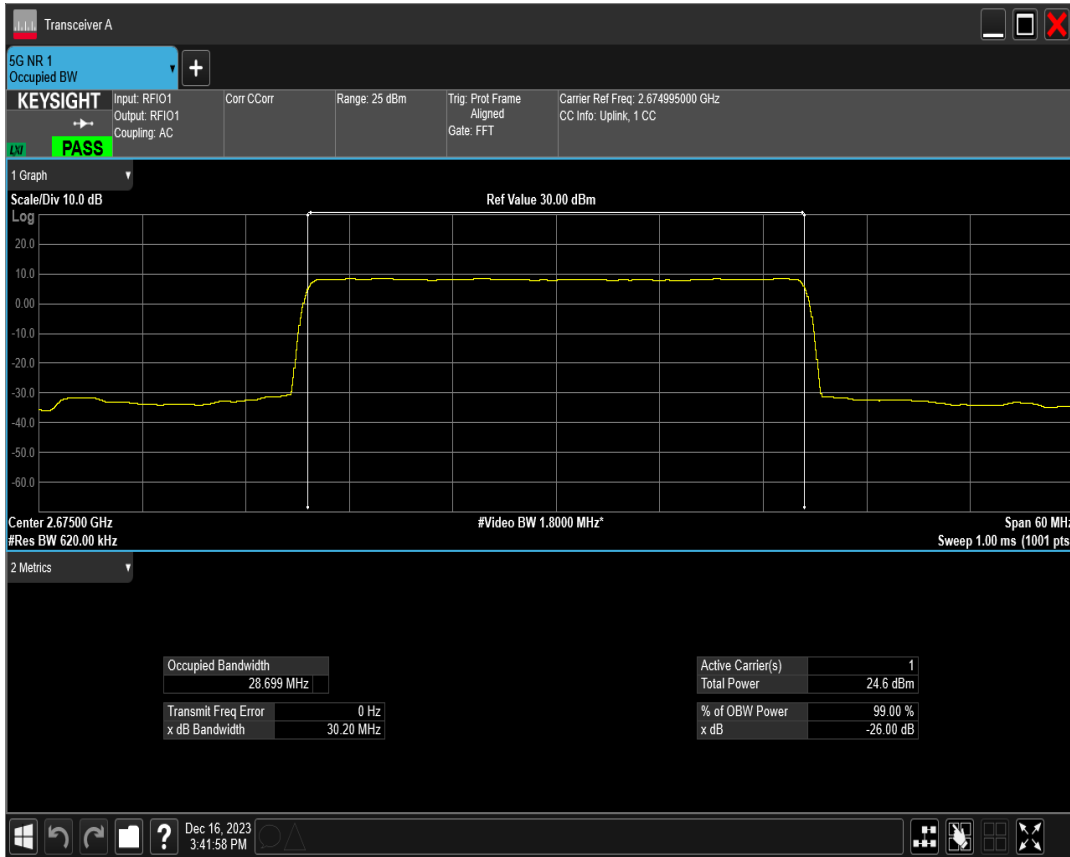 Transceiver A
5G NR 1
Occupied BW
KEYSIGHT
LXI
PASS
Input: RFIO1
Output: RFIO1
Coupling: AC
Corr CCorr
Range: 25 dBm
Trig: Prot Frame
Aligned
Gate: FFT
Carrier Ref Freq: 2.674995000 GHz
CC Info: Uplink, 1 CC
1 Graph
Scale/Div 10.0 dB
Ref Value 30.00 dBm
Log
20.0
10.0
0.00
-10.0
-20.0
-30.0
-40.0
-50.0
-60.0
Center 2.67500 GHz
#Video BW 1.8000 MHz*
Span 60 MHz
#Res BW 620.00 kHz
Sweep 1.00 ms (1001 pts
2 Metrics
Occupied Bandwidth
28.699 MHz
Transmit Freq Error 0 Hz
x dB Bandwidth 30.20 MHz
Active Carrier(s) 1
Total Power 24.6 dBm
% of OBW Power 99.00 %
x dB -26.00 dB
Dec 16, 2023
3:41:58 PM